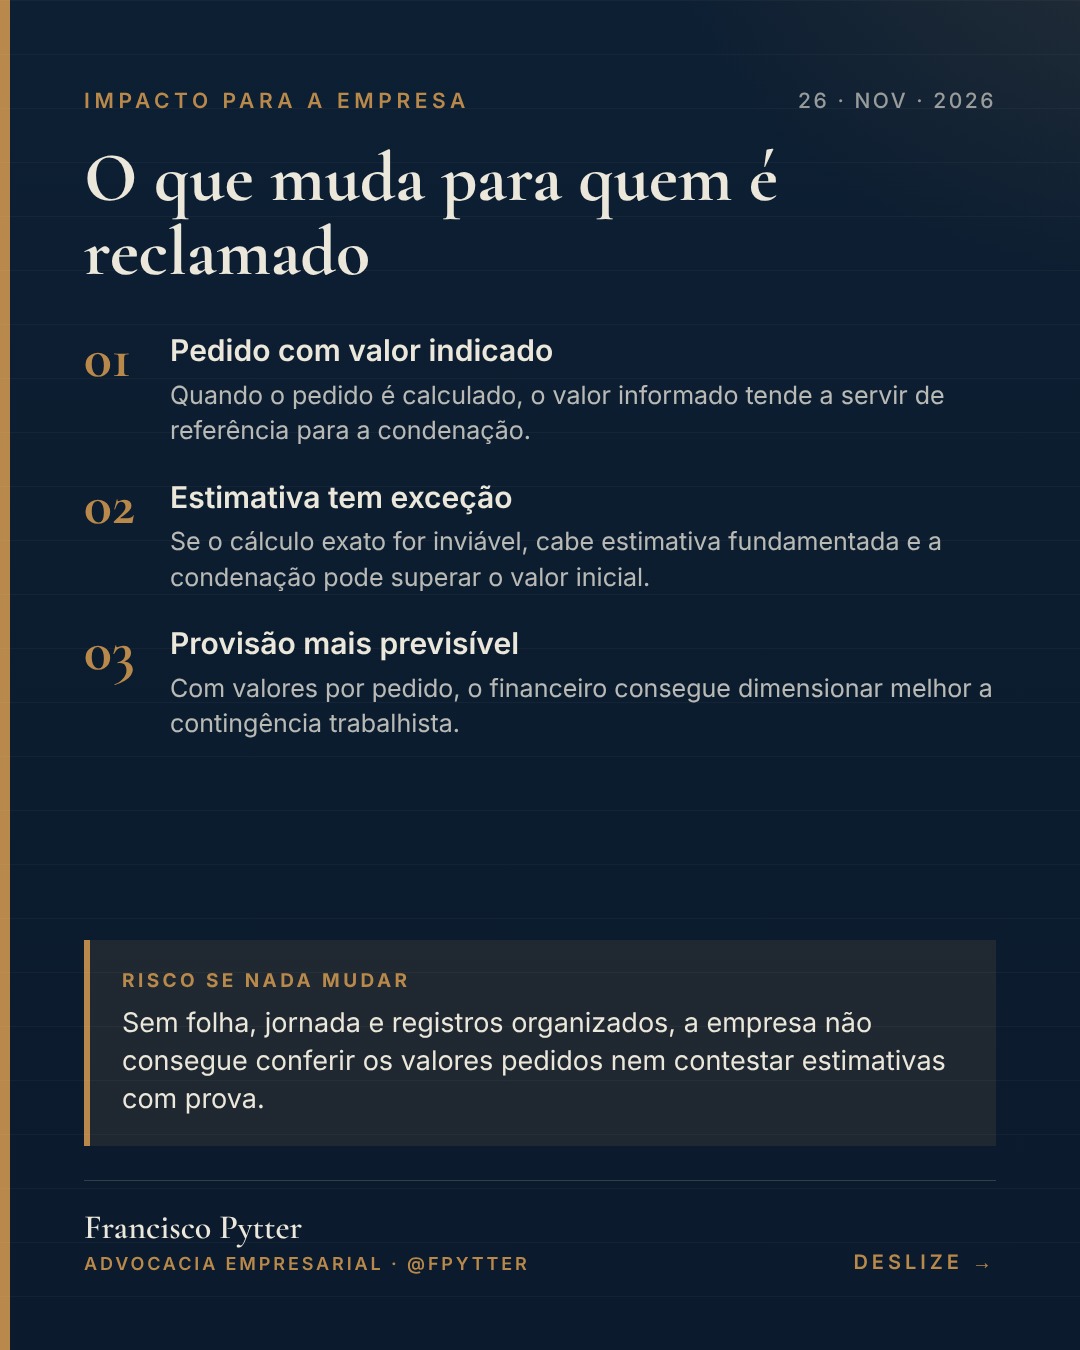 IMPACTO PARA A EMPRESA
26 · NOV · 2026
O que muda para quem é
reclamado
01
Pedido com valor indicado
Quando o pedido é calculado, o valor informado tende a servir de
referência para a condenação.
02
Estimativa tem exceção
Se o cálculo exato for inviável, cabe estimativa fundamentada e a
condenação pode superar o valor inicial.
03
Provisão mais previsível
Com valores por pedido, o financeiro consegue dimensionar melhor a
contingência trabalhista.
RISCO SE NADA MUDAR
Sem folha, jornada e registros organizados, a empresa não
consegue conferir os valores pedidos nem contestar estimativas
com prova.
Francisco Pytter
ADVOCACIA EMPRESARIAL · @FPYTTER
DESLIZE →